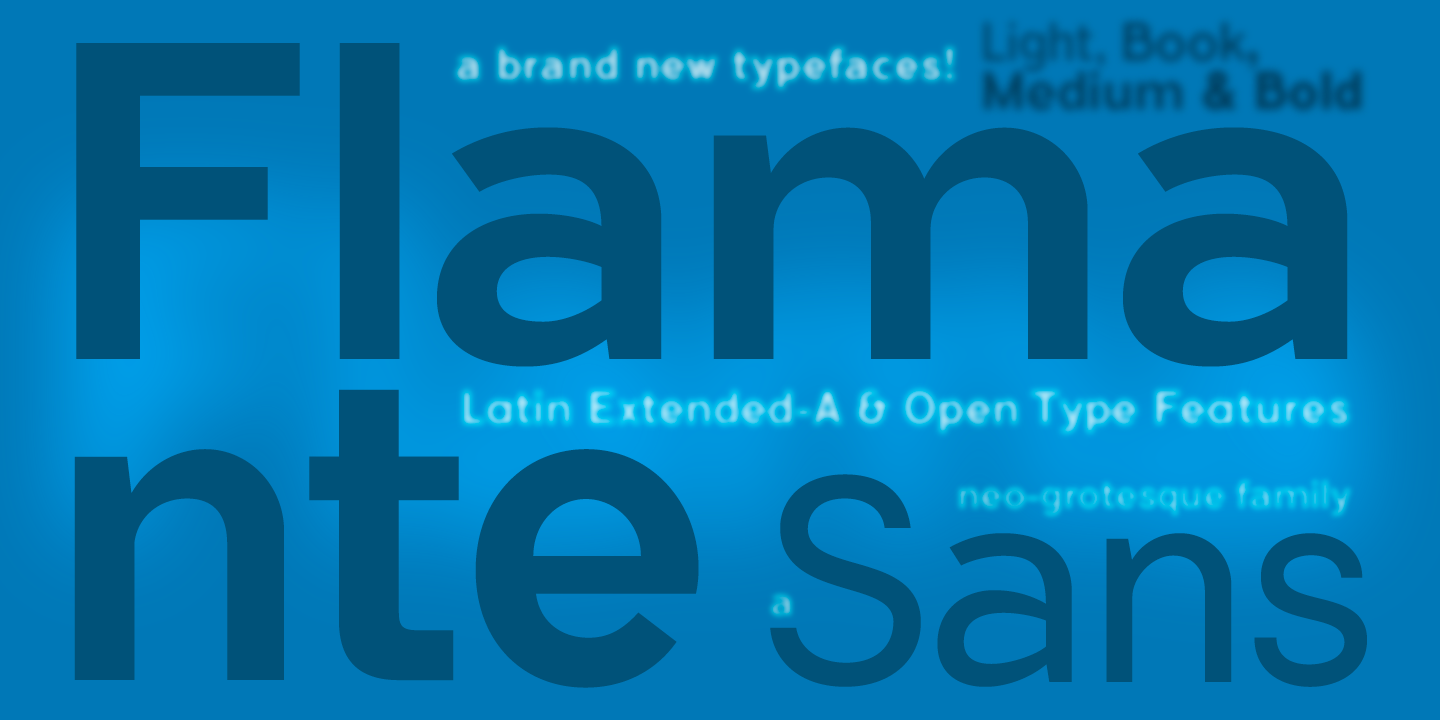 a brand new typefaces!
Light, Book,
Medium & Bold
Flama
Latin Extended-A & Open Type Features
nte Sans
neo-grotesque family
a